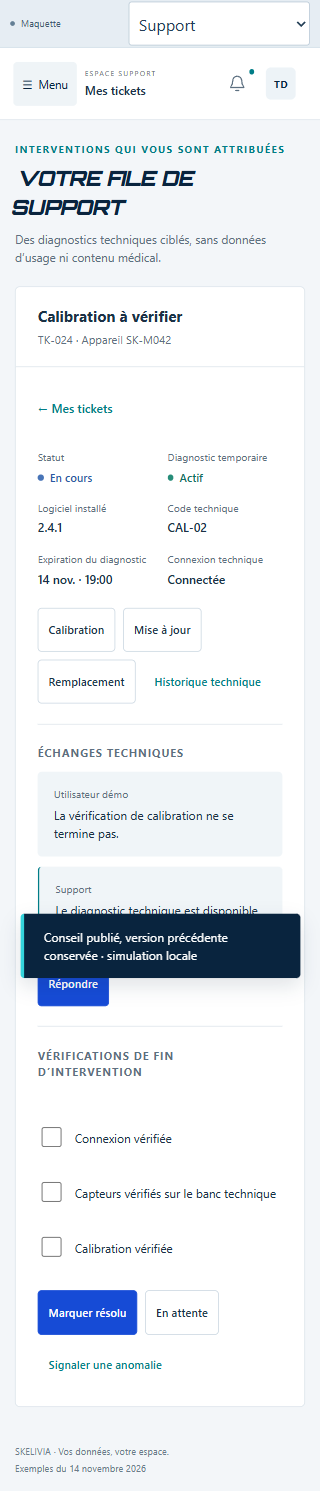 Maquette
Support
☰ Menu
ESPACE SUPPORT
Mes tickets
TD
INTERVENTIONS QUI VOUS SONT ATTRIBUÉES
VOTRE FILE DE
SUPPORT
Des diagnostics techniques ciblés, sans données
d'usage ni contenu médical.
Calibration à vérifier
TK-024 · Appareil SK-M042
← Mes tickets
Statut
En cours
Diagnostic temporaire
Actif
Logiciel installé
2.4.1
Code technique
CAL-02
Expiration du diagnostic
14 nov. · 19:00
Connexion technique
Connectée
Calibration
Mise à jour
Remplacement
Historique technique
ÉCHANGES TECHNIQUES
Utilisateur démo
La vérification de calibration ne se
termine pas.
Support
Le diagnostic technique est disponible
Conseil publié, version précédente
conservée · simulation locale
Répondre
VÉRIFICATIONS DE FIN
D'INTERVENTION
Connexion vérifiée
Capteurs vérifiés sur le banc technique
Calibration vérifiée
Marquer résolu
En attente
Signaler une anomalie
SKELIVIA · Vos données, votre espace.
Exemples du 14 novembre 2026